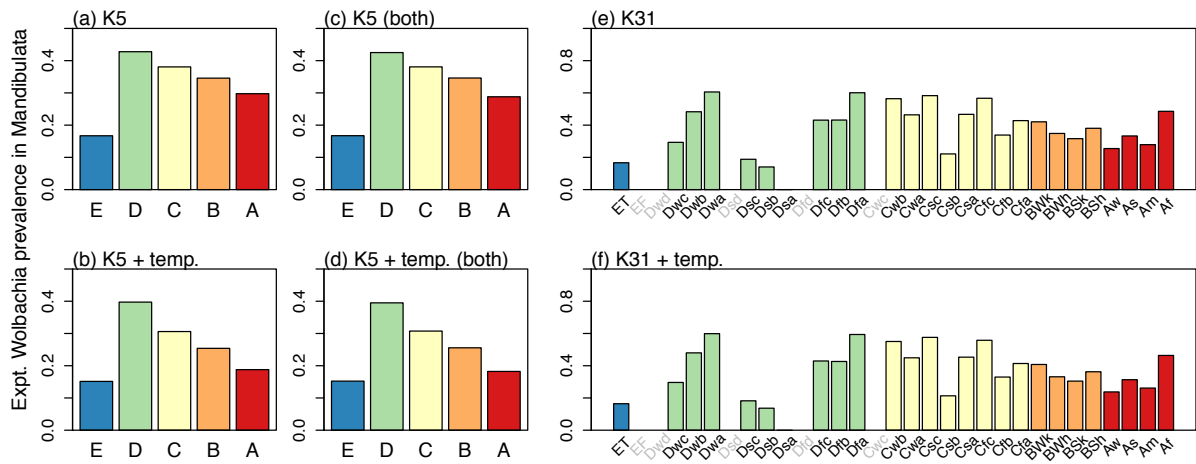 Expt. Wolbachia prevalence in Mandibulata
(a) K5
0.0 0.2 0.4
E D C B A
(c) K5 (both)
0.0 0.2 0.4
E D C B A
(e) K31
0.0 0.4 0.8
ET EF Dwd Dwc Dwb Dwa Dsd Dsc Dsb Dsa Dfd Dfc Dfb Dfa Cwc Cwb Cwa Csc Csb Csa Cfc Cfb Cfa BWk BWh BSk BSh Aw As Am Af
(b) K5 + temp.
0.0 0.2 0.4
E D C B A
(d) K5 + temp. (both)
0.0 0.2 0.4
E D C B A
(f) K31 + temp.
0.0 0.4 0.8
ET EF Dwd Dwc Dwb Dwa Dsd Dsc Dsb Dsa Dfd Dfc Dfb Dfa Cwc Cwb Cwa Csc Csb Csa Cfc Cfb Cfa BWk BWh BSk BSh Aw As Am Af